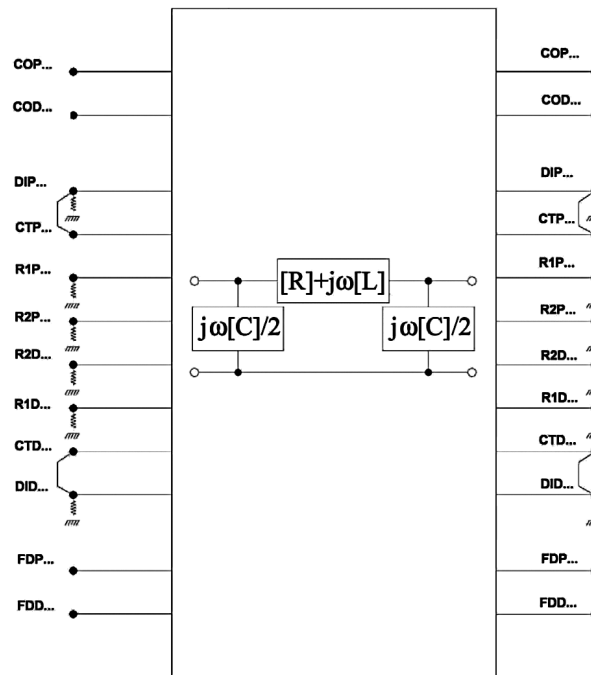 COP...
COD...
DIP...
CTP...
R1P...
R2P...
R2D...
R1D...
CTD...
DID...
FDP...
FDD...
[R]+jω[L]
jω[C]/2
jω[C]/2
COP...
COD...
DIP...
CTP...
R1P...
R2P...
R2D...
R1D...
CTD...
DID...
FDP...
FDD...